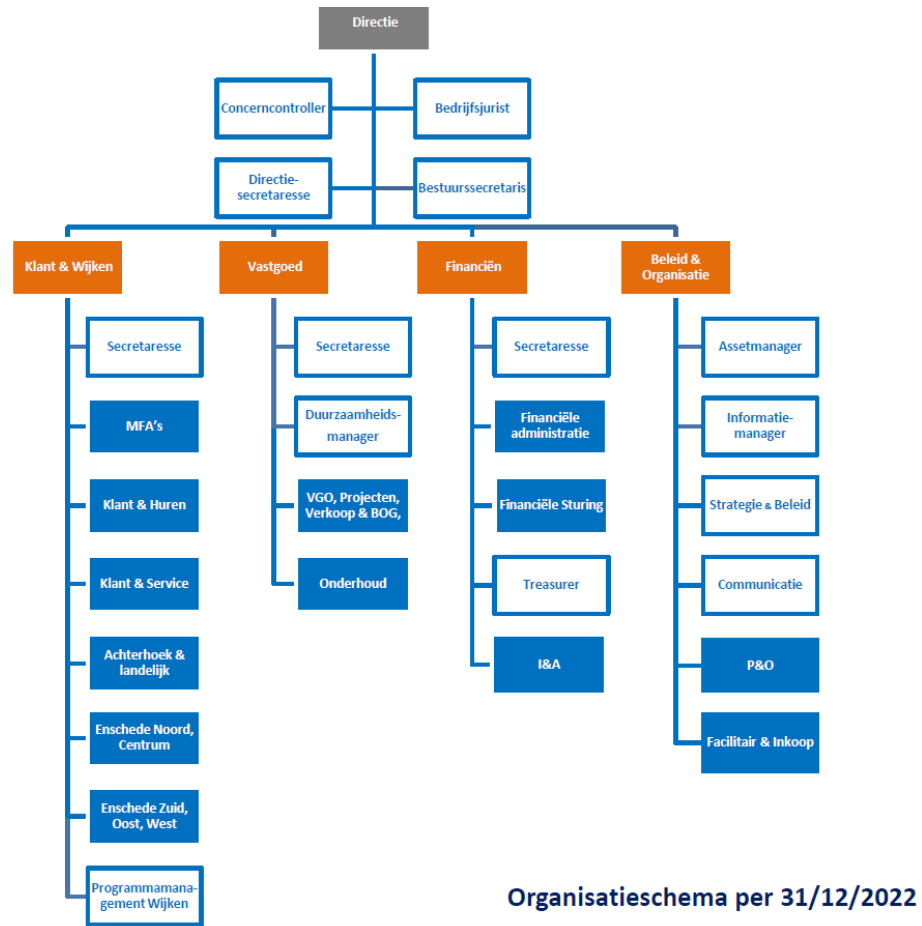 Directie
Concerncontroller
Bedrijfsjurist
Directie-
secretaresse
Bestuurssecretaris
Klant & Wijken
Vastgoed
Financiën
Beleid &
Organisatie
Secretaresse
MFA's
Klant & Huren
Klant & Service
Achterhoek &
landelijk
Enschede Noord,
Centrum
Enschede Zuid,
Oost, West
Programmamana-
gement Wijken
Secretaresse
Duurzaamheids-
manager
VGO, Projecten,
Verkoop & BOG,
Onderhoud
Secretaresse
Financiële
administratie
Financiële Sturing
Treasurer
I&A
Assetmanager
Informatie-
manager
Strategie & Beleid
Communicatie
P&O
Facilitair & Inkoop
Organisatieschema per 31/12/2022